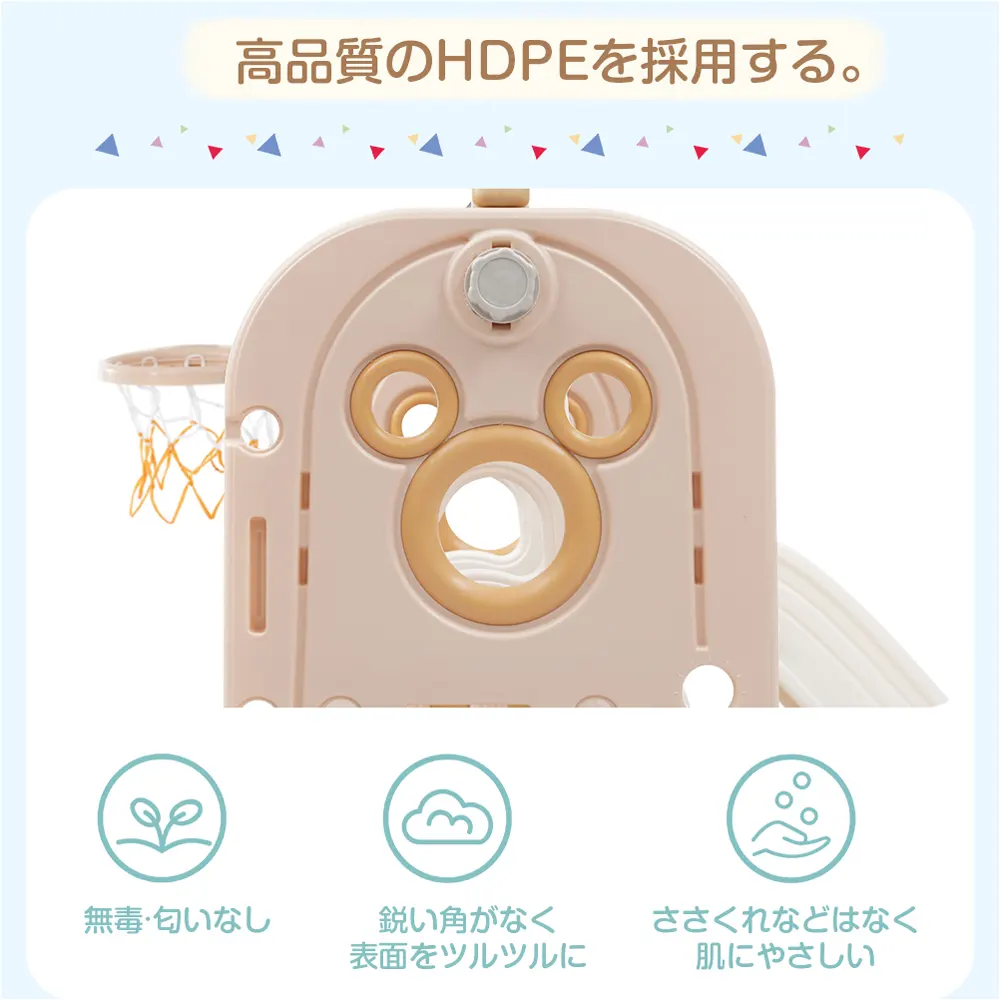 高品質のHDPEを採用する。
無毒·匂いなし
鋭い角がなく
表面をツルツルに
ささくれなどはなく
肌にやさしい